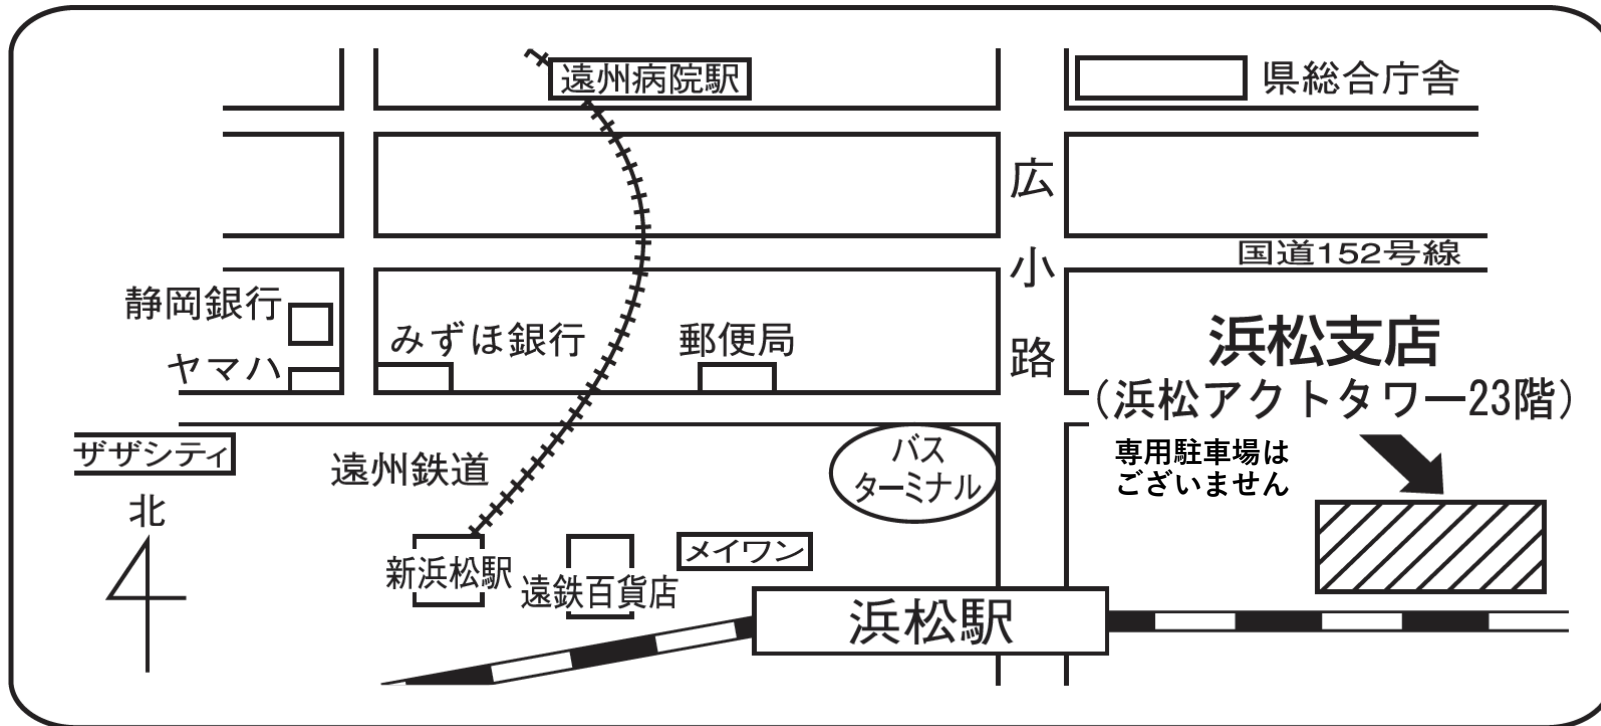 遠州病院駅
県総合庁舎
広小路
国道152号線
静岡銀行
ヤマハ
みずほ銀行
郵便局
浜松支店
(浜松アクトタワー23階)
専用駐車場は
ございません
ザザシティ
遠州鉄道
バス
ターミナル
北
新浜松駅
遠鉄百貨店
メイワン
浜松駅